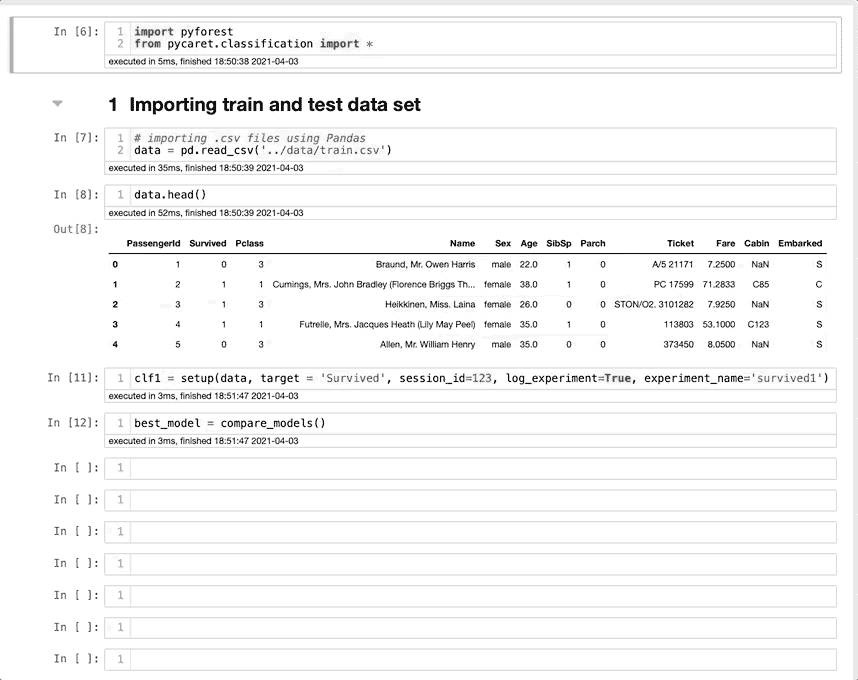 In [6]:
1 import pyforest
2 from pycaret.classification import *
executed in 5ms, finished 18:50:38 2021-04-03
1 Importing train and test data set
In [7]:
1 # importing .csv files using Pandas
2 data = pd.read_csv('../data/train.csv')
executed in 35ms, finished 18:50:39 2021-04-03
In [8]:
1 data.head()
executed in 52ms, finished 18:50:39 2021-04-03
Out[8]:
PassengerId Survived Pclass Name Sex Age SibSp Parch Ticket Fare Cabin Embarked
0 1 0 3 Braund, Mr. Owen Harris male 22.0 1 0 A/5 21171 7.2500 NaN S
1 2 1 1 Cumings, Mrs. John Bradley (Florence Briggs Th... female 38.0 1 0 PC 17599 71.2833 C85 C
2 3 1 3 Heikkinen, Miss. Laina female 26.0 0 0 STON/O2. 3101282 7.9250 NaN S
3 4 1 1 Futrelle, Mrs. Jacques Heath (Lily May Peel) female 35.0 1 0 113803 53.1000 C123 S
4 5 0 3 Allen, Mr. William Henry male 35.0 0 0 373450 8.0500 NaN S
In [11]:
1 clf1 = setup(data, target = 'Survived', session_id=123, log_experiment=True, experiment_name='survived1')
executed in 3ms, finished 18:51:47 2021-04-03
In [12]:
1 best_model = compare_models()
executed in 3ms, finished 18:51:47 2021-04-03
In [ ]: 1
In [ ]: 1
In [ ]: 1
In [ ]: 1
In [ ]: 1
In [ ]: 1
In [ ]: 1